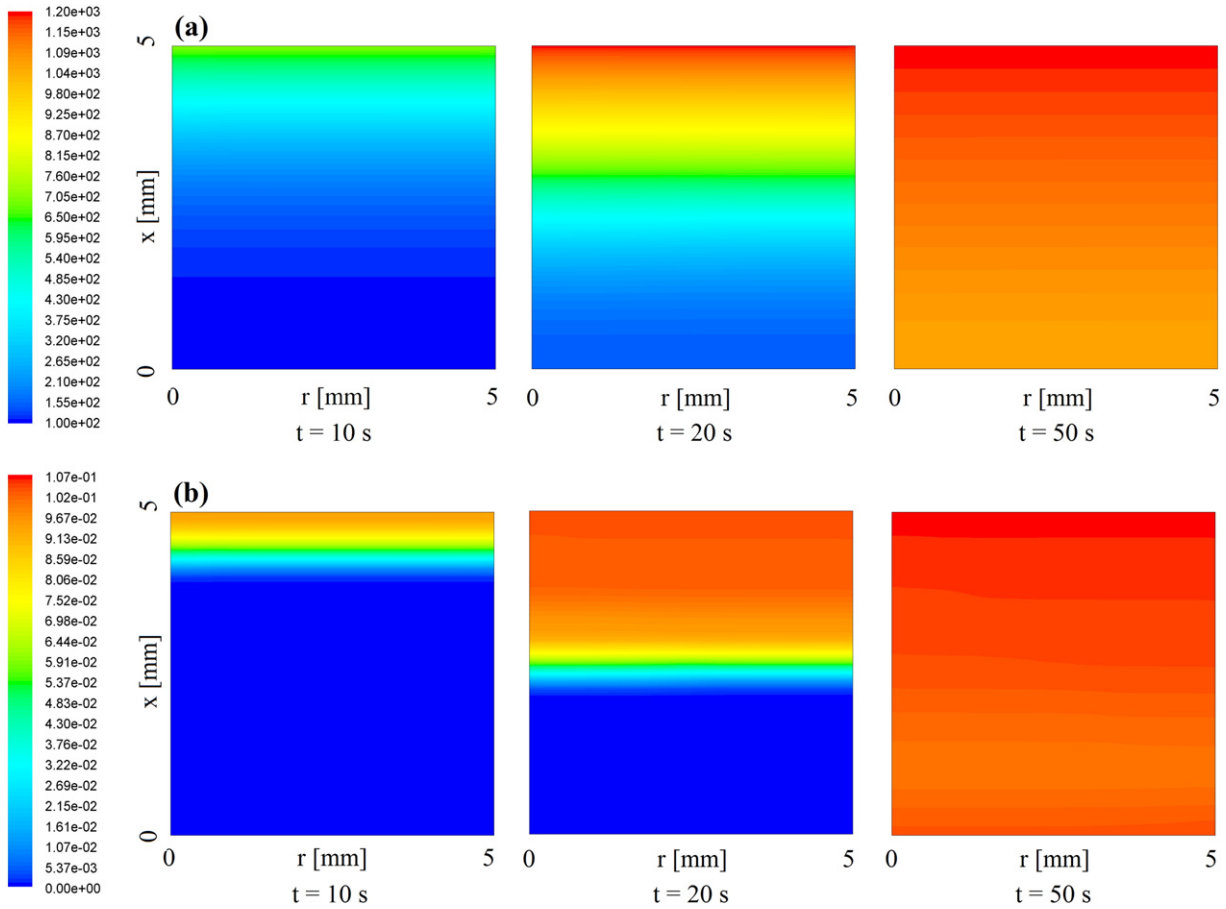 1.20e+03
1.15e+03
1.09e+03
1.04e+03
9.80e+02
9.25e+02
8.70e+02
8.15e+02
7.60e+02
7.05e+02
6.50e+02
5.95e+02
5.40e+02
4.85e+02
4.30e+02
3.75e+02
3.20e+02
2.65e+02
2.10e+02
1.55e+02
1.00e+02
(a)
5
x [mm]
0
0 r [mm] 5 0 r [mm] 5 0 r [mm] 5
t = 10 s t = 20 s t = 50 s
1.07e-01
1.02e-01
9.67e-02
9.13e-02
8.59e-02
8.06e-02
7.52e-02
6.98e-02
6.44e-02
5.91e-02
5.37e-02
4.83e-02
4.30e-02
3.76e-02
3.22e-02
2.69e-02
2.15e-02
1.61e-02
1.07e-02
5.37e-03
0.00e+00
(b)
5
x [mm]
0
0 r [mm] 5 0 r [mm] 5 0 r [mm] 5
t = 10 s t = 20 s t = 50 s